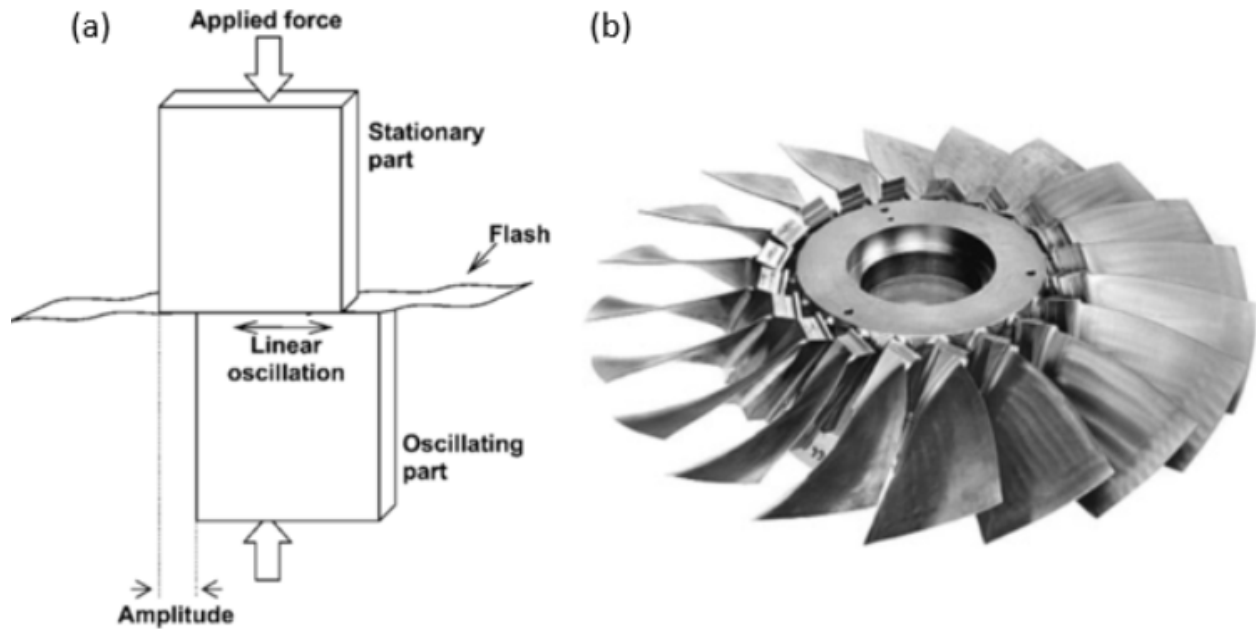 (a)
Applied force
Stationary
part
Flash
Linear
oscillation
Oscillating
part
Amplitude
(b)